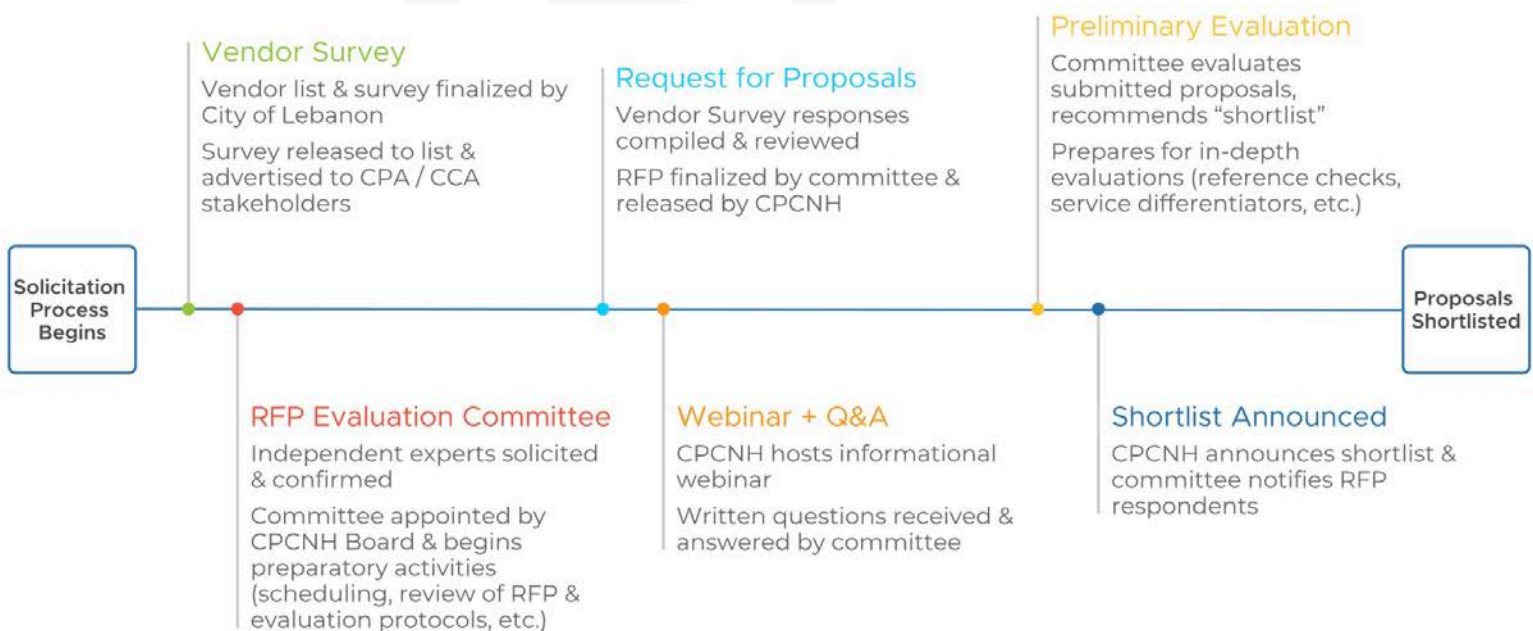 Solicitation
Process
Begins
Vendor Survey
Vendor list & survey finalized by
City of Lebanon
Survey released to list &
advertised to CPA / CCA
stakeholders
RFP Evaluation Committee
Independent experts solicited
& confirmed
Committee appointed by
CPCNH Board & begins
preparatory activities
(scheduling, review of RFP &
evaluation protocols, etc.)
Request for Proposals
Vendor Survey responses
compiled & reviewed
RFP finalized by committee &
released by CPCNH
Webinar + Q&A
CPCNH hosts informational
webinar
Written questions received &
answered by committee
Preliminary Evaluation
Committee evaluates
submitted proposals,
recommends “shortlist”
Prepares for in-depth
evaluations (reference checks,
service differentiators, etc.)
Shortlist Announced
CPCNH announces shortlist &
committee notifies RFP
respondents
Proposals
Shortlisted